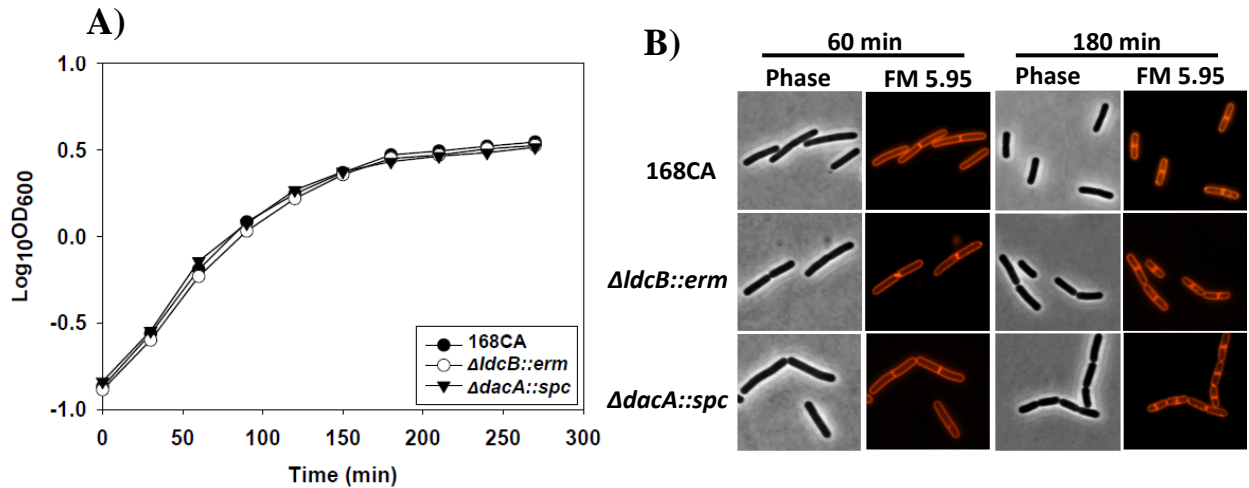 A)
1.0
0.5
0.0
-0.5
-1.0
Log10OD600
0 50 100 150 200 250 300
Time (min)
168CA
ΔldcB::erm
ΔdacA::spc
B)
60 min 180 min
Phase FM 5.95 Phase FM 5.95
168CA
ΔldcB::erm
ΔdacA::spc